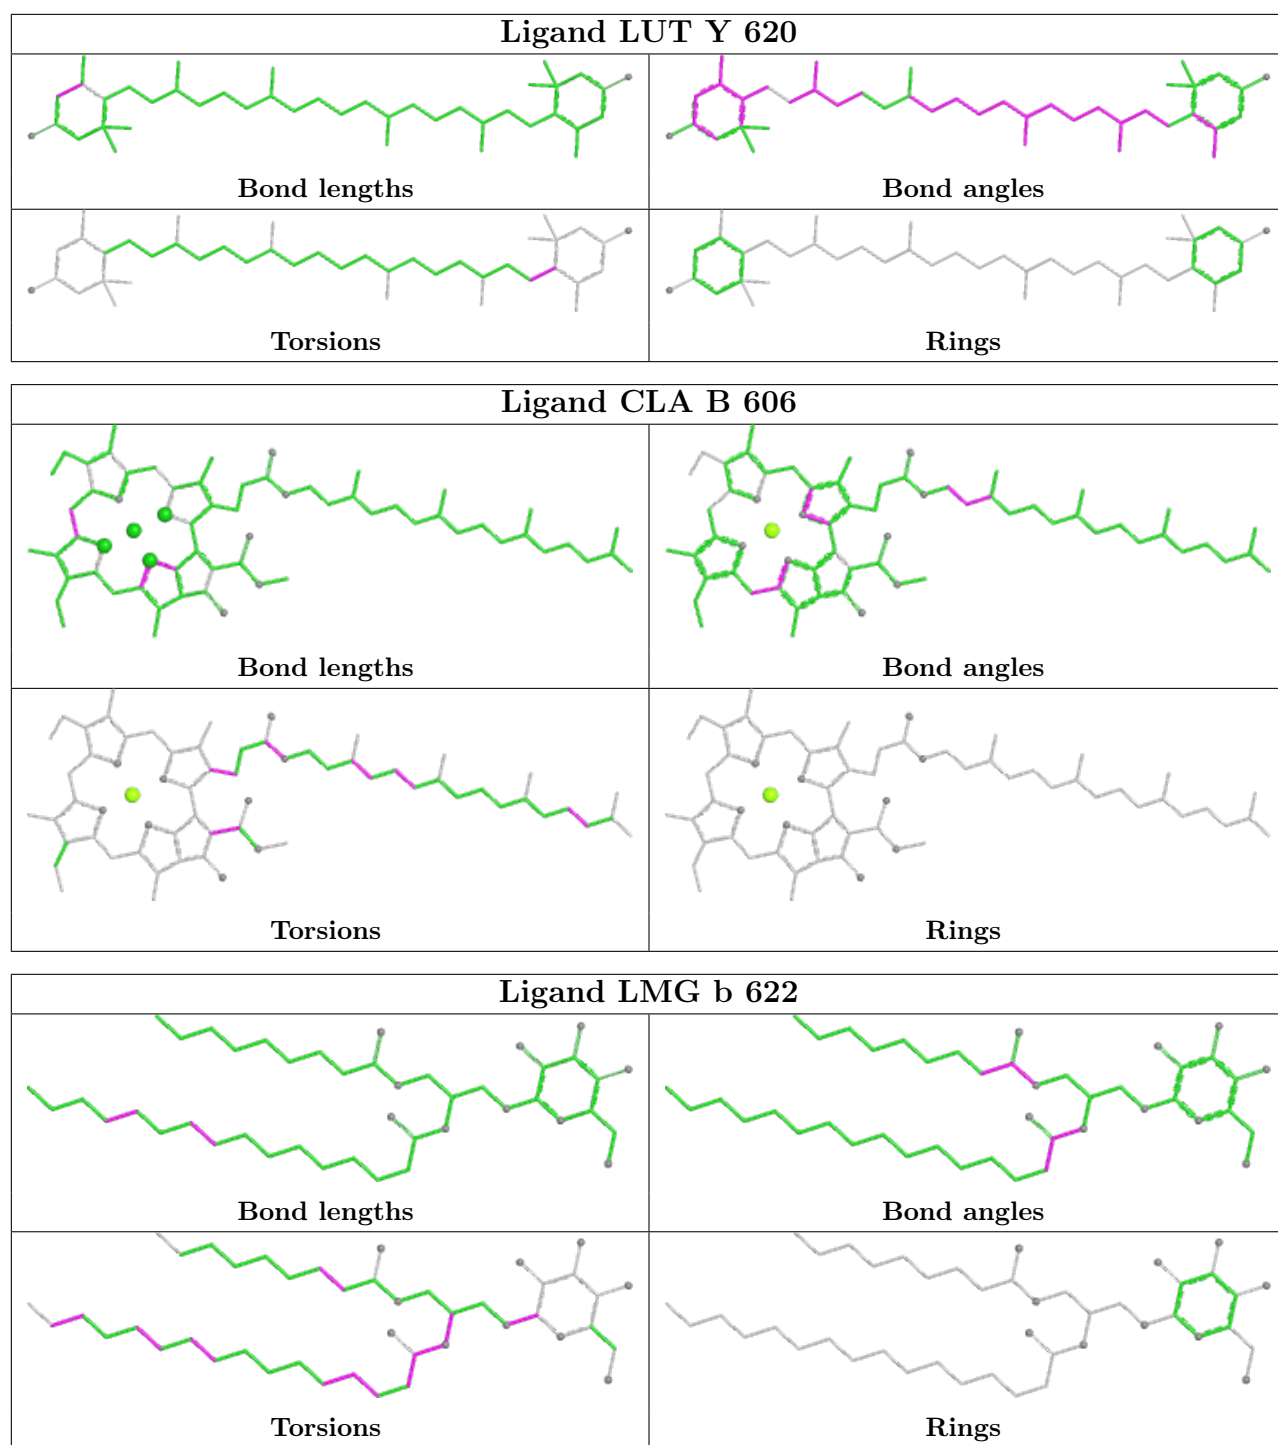 Ligand LUT Y 620
Bond lengths
Bond angles
Torsions
Rings
Ligand CLA B 606
Bond lengths
Bond angles
Torsions
Rings
Ligand LMG b 622
Bond lengths
Bond angles
Torsions
Rings